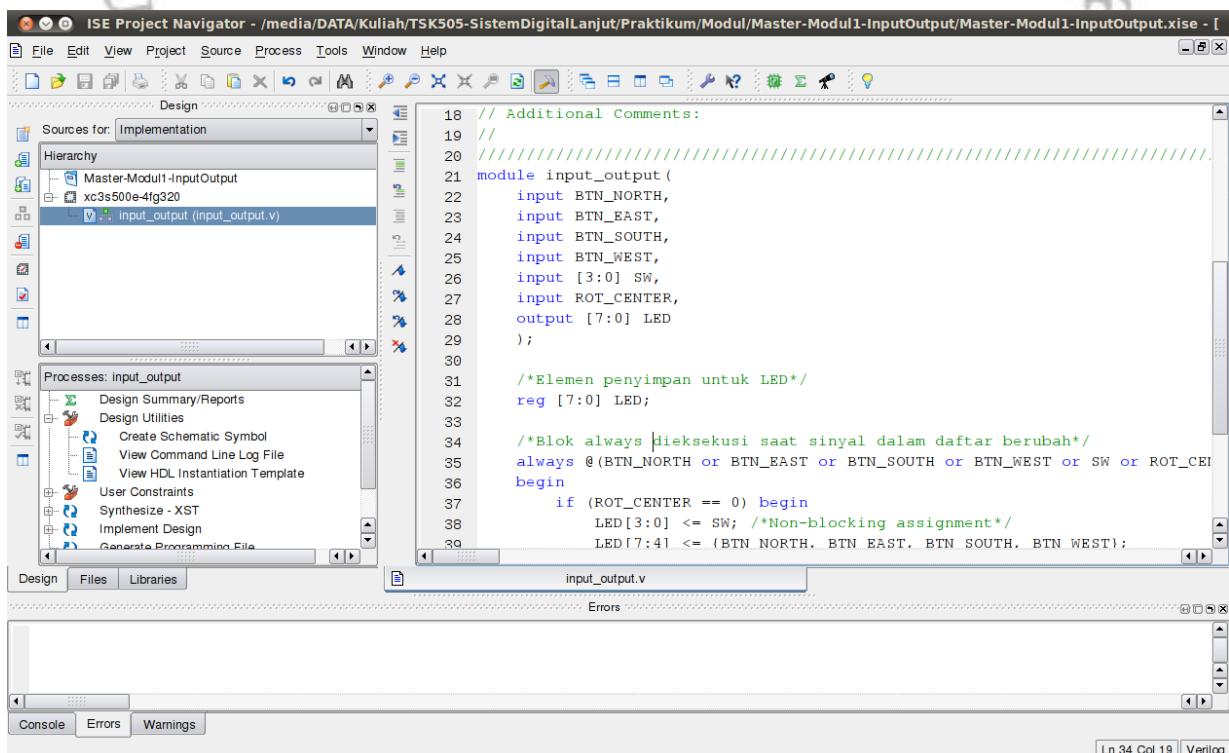 ISE Project Navigator - /media/DATA/Kuliah/TSK505-SistemDigitalLanjut/Praktikum/Modul/Master-Modul1-InputOutput/Master-Modul1-InputOutput.xise - [
File Edit View Project Source Process Tools Window Help
Design
Sources for: Implementation
Hierarchy
Master-Modul1-InputOutput
xc3s500e-4fg320
input_output (input_output.v)
Processes: input_output
Design Summary/Reports
Design Utilities
Create Schematic Symbol
View Command Line Log File
View HDL Instantiation Template
User Constraints
Synthesize - XST
Implement Design
Generate Programming File
Design Files Libraries
18 // Additional Comments:
19 //
20 //////////////////////////////////////////////////////////////////////////
21 module input_output(
22 input BTN_NORTH,
23 input BTN_EAST,
24 input BTN_SOUTH,
25 input BTN_WEST,
26 input [3:0] SW,
27 input ROT_CENTER,
28 output [7:0] LED
29 );
30
31 /*Elemen penyimpan untuk LED*/
32 reg [7:0] LED;
33
34 /*Blok always dieksekusi saat sinyal dalam daftar berubah*/
35 always @(BTN_NORTH or BTN_EAST or BTN_SOUTH or BTN_WEST or SW or ROT_CEN
36 begin
37 if (ROT_CENTER == 0) begin
38 LED[3:0] <= SW; /*Non-blocking assignment*/
39 LED[7:4] <= {BTN_NORTH, BTN_EAST, BTN_SOUTH, BTN_WEST};
input_output.v
Errors
Console Errors Warnings
Ln 34 Col 19 Verilog